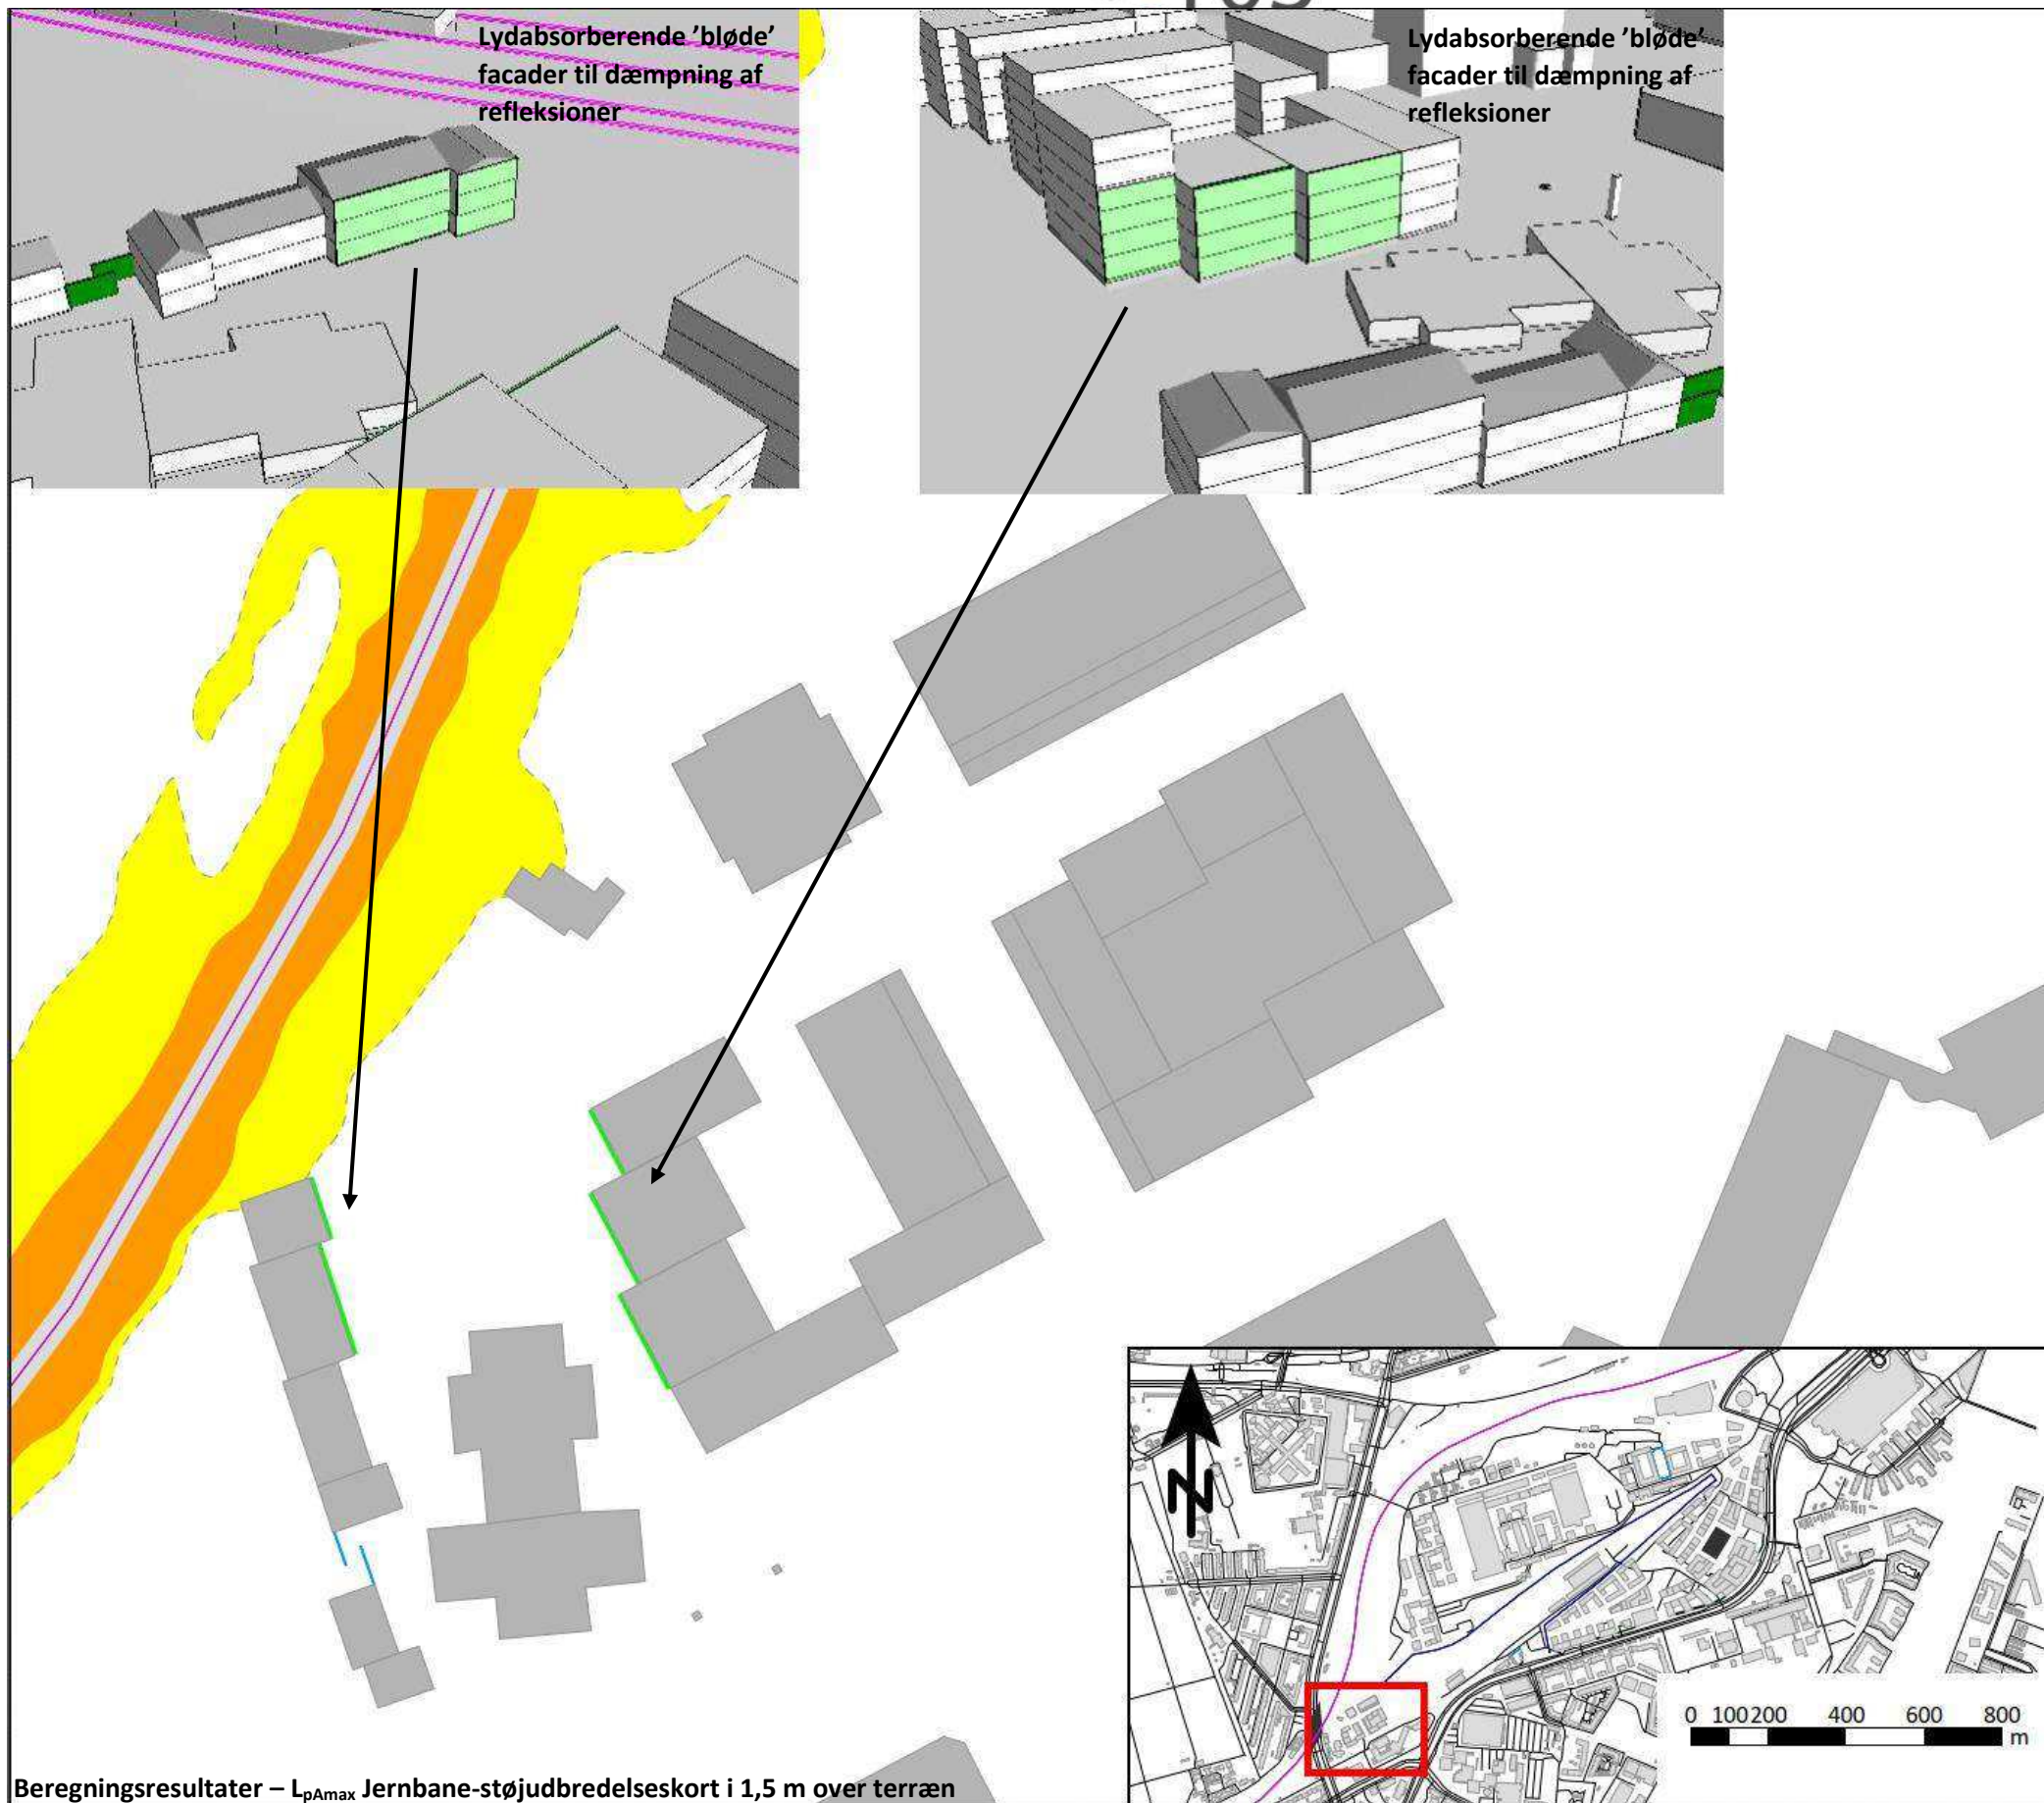 Lydabsorberende ’bløde’
facader til dæmpning af
refleksioner
Lydabsorberende ’bløde’
facader til dæmpning af
refleksioner
N
0 100 200 400 600 800
m
Beregningsresultater – LpAmax Jernbane-støjudbredelseskort i 1,5 m over terræn